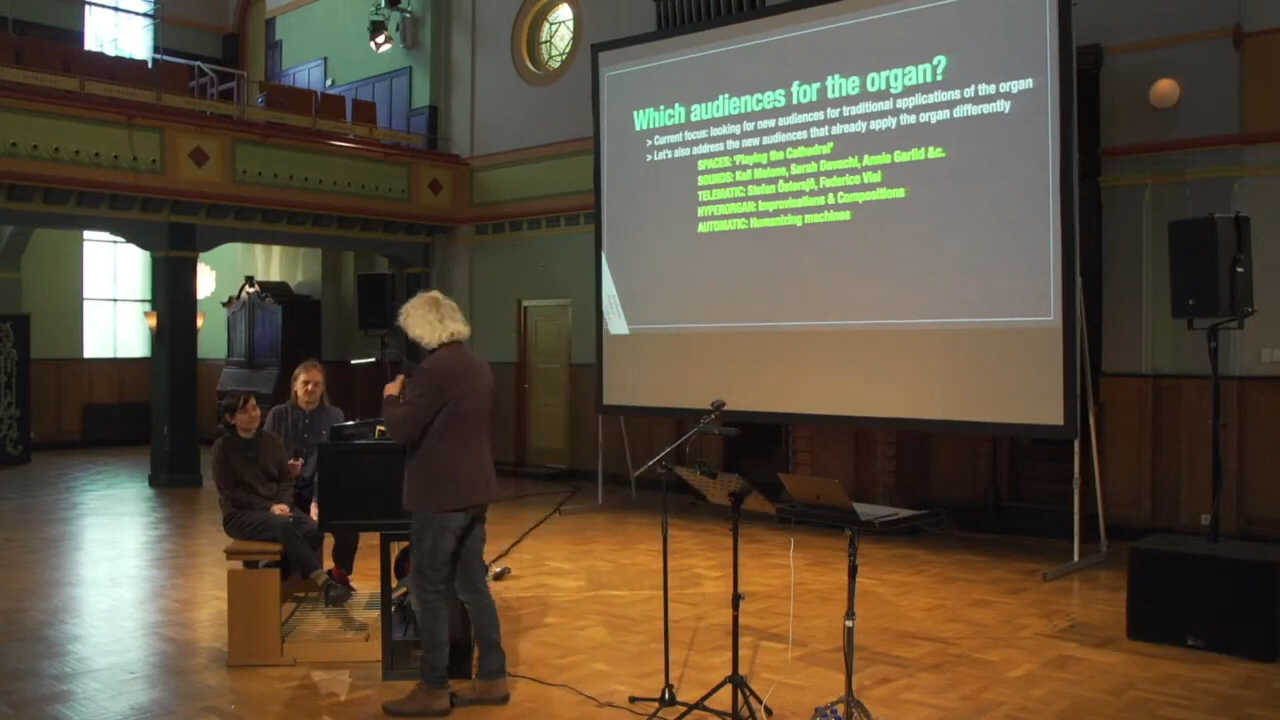 Which audiences for the organ?
> Current focus: looking for new audiences for traditional applications of the organ
> Let's also address the new audiences that already apply the organ differently
SPACES: 'Playing the Cathedral'
SOUNDS: Kali Malone, Sarah Davachi, Annie Garlid &c.
TELEMATIC: Stefan Östersjö, Federico Visi
HYPERORGAN: Improvisations & Compositions
AUTOMATIC: Humanizing machines